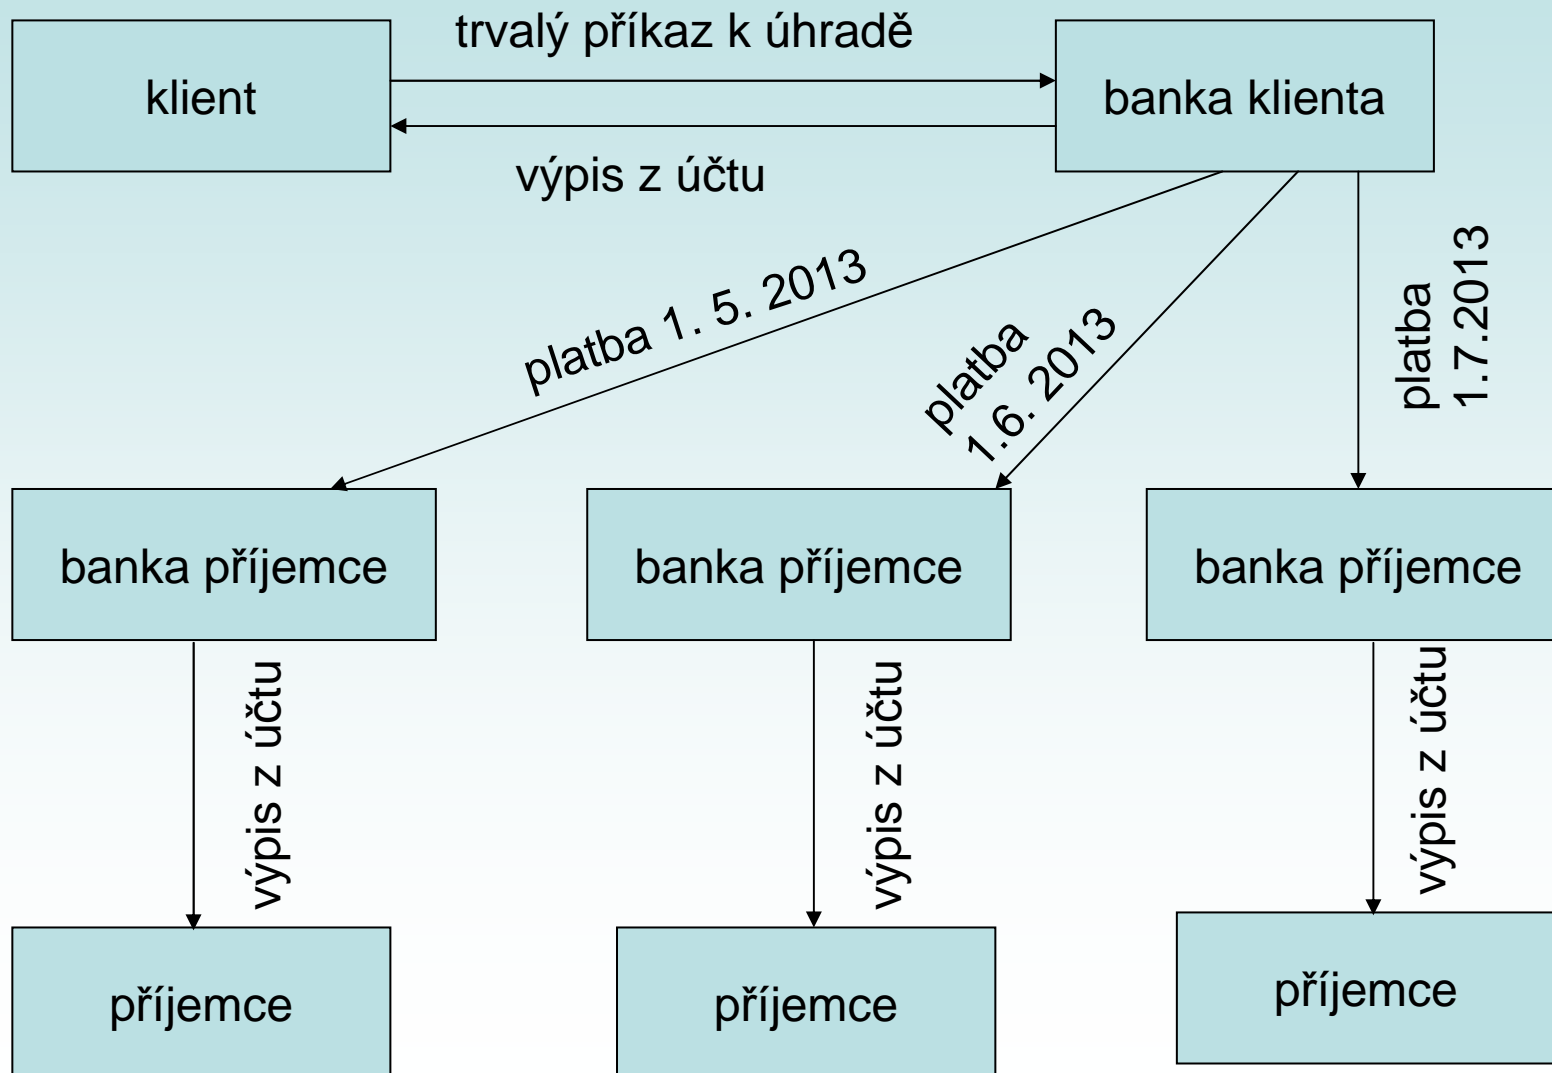 trvalý příkaz k úhradě
klient
banka klienta
výpis z účtu
platba 1. 5. 2013
platba
1.6. 2013
platba
1.7.2013
banka příjemce
banka příjemce
banka příjemce
výpis z účtu
výpis z účtu
výpis z účtu
příjemce
příjemce
příjemce